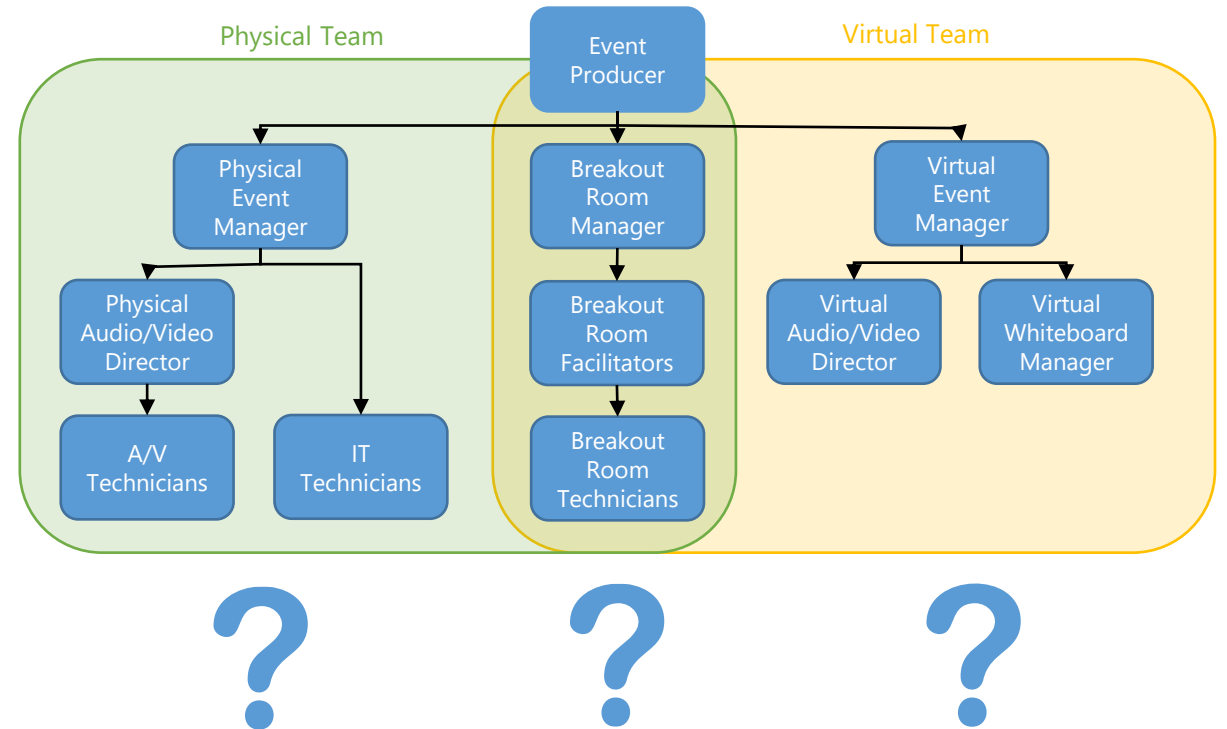 Physical Team
Event
Producer
Virtual Team
Physical
Event
Manager
Breakout
Room
Manager
Virtual
Event
Manager
Physical
Audio/Video
Director
Breakout
Room
Facilitators
Virtual
Audio/Video
Director
Virtual
Whiteboard
Manager
A/V
Technicians
IT
Technicians
Breakout
Room
Technicians
? ? ?